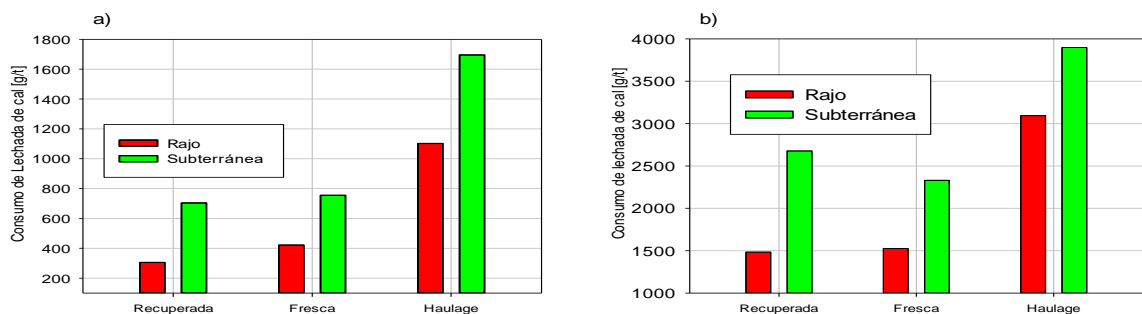 a)
Consumo de Lechada de cal [g/t]
1800
1600
1400
1200
1000
800
600
400
200
Rajo
Subterránea
Recuperada
Fresca
Haulage
b)
Consumo de lechada de cal [g/t]
4000
3500
3000
2500
2000
1500
1000
Rajo
Subterránea
Recuperada
Fresca
Haulage